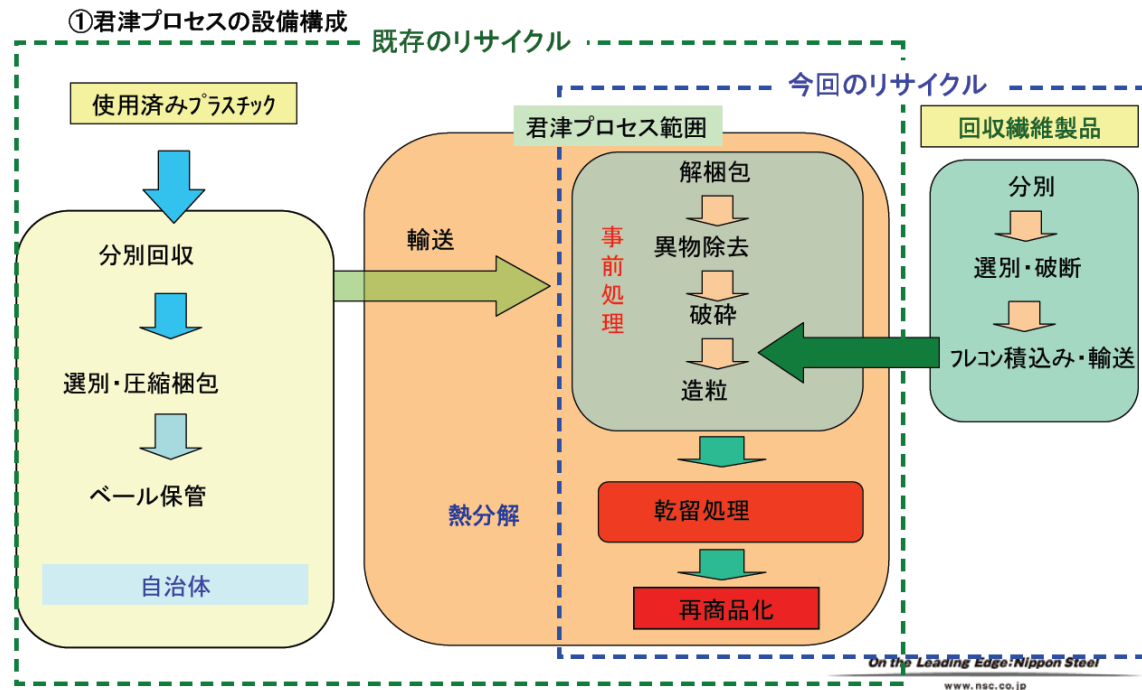 ①君津プロセスの設備構成
既存のリサイクル
今回のリサイクル
使用済みプラスチック
分別回収
選別・圧縮梱包
ベール保管
自治体
輸送
君津プロセス範囲
事前処理
解梱包
異物除去
破砕
造粒
熱分解
乾留処理
再商品化
回収繊維製品
分別
選別・破断
フレコン積込み・輸送
On the Leading Edge:Nippon Steel
www.nsc.co.jp